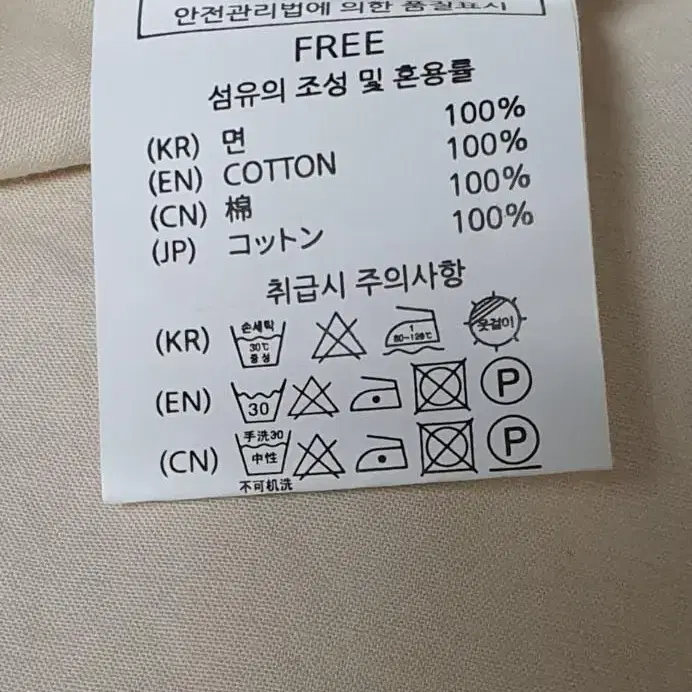 안전관리법에 의한 품질표시
FREE
섬유의 조성 및 혼용률
(KR) 면 100%
(EN) COTTON 100%
(CN) 棉 100%
(JP) コットン 100%
취급시 주의사항
(KR) 손세탁 30℃ 중성 1 80~120℃ 옷걸이
(EN) 30 P
(CN) 手洗30 中性 P
不可机洗